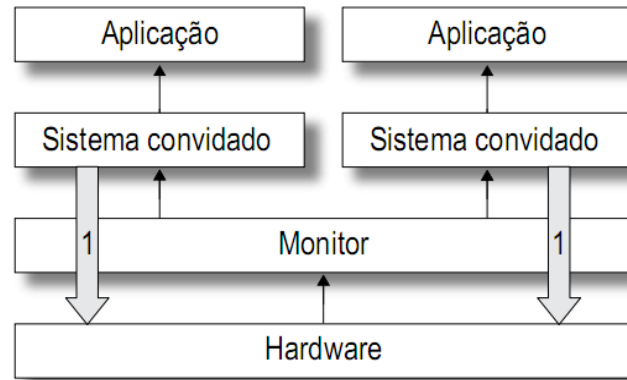 Aplicação
Aplicação
Sistema convidado
Sistema convidado
1
Monitor
1
Hardware